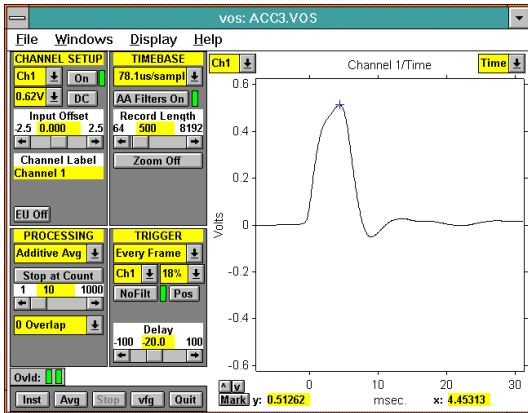 vos: ACC3.VOS
File Windows Display Help
CHANNEL SETUP
Ch1 On
0.62V DC
Input Offset
-2.5 0.000 2.5
Channel Label
Channel 1
EU Off
TIMEBASE
78.1us/sampl
AA Filters On
Record Length
64 500 8192
Zoom Off
PROCESSING
Additive Avg
Stop at Count
1 10 1000
0 Overlap
TRIGGER
Every Frame
Ch1 18%
NoFilt Pos
Delay
-100 -20.0 100
Ovld:
Inst Avg Stop vfg Quit
Ch1 Channel 1/Time Time
0.6
0.4
0.2
0
-0.2
-0.4
-0.6
Volts
0 10 20 30
msec.
^ v
Mark y: 0.51262 x: 4.45313